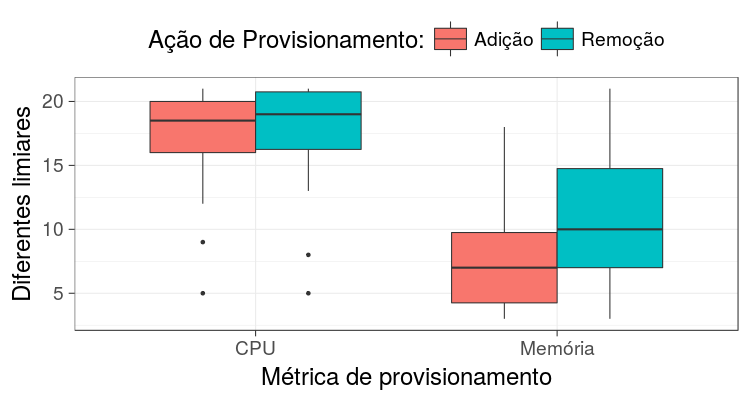 Ação de Provisionamento: Adição Remoção
Diferentes limiares
20
15
10
5
CPU Memória
Métrica de provisionamento